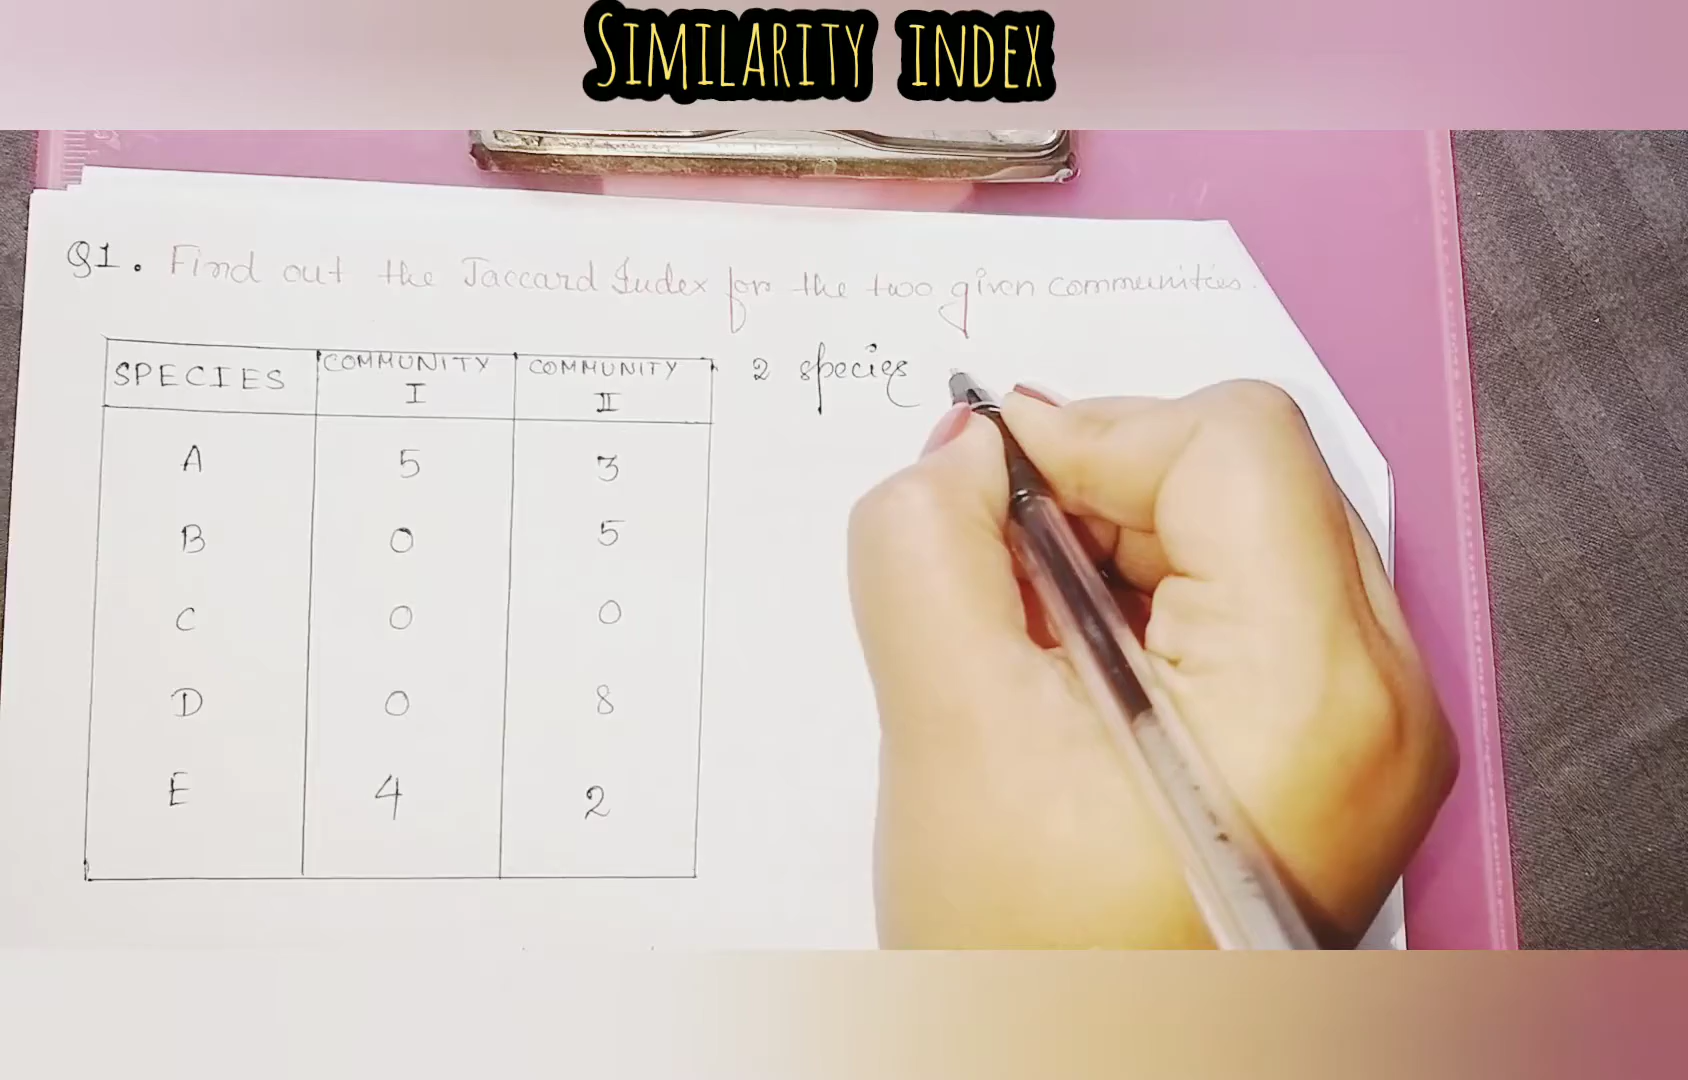 SIMILARITY INDEX
Q1. Find out the Jaccard Index for the two given communities.
SPECIES COMMUNITY I COMMUNITY II
A 5 3
B 0 5
C 0 0
D 0 8
E 4 2
2 species